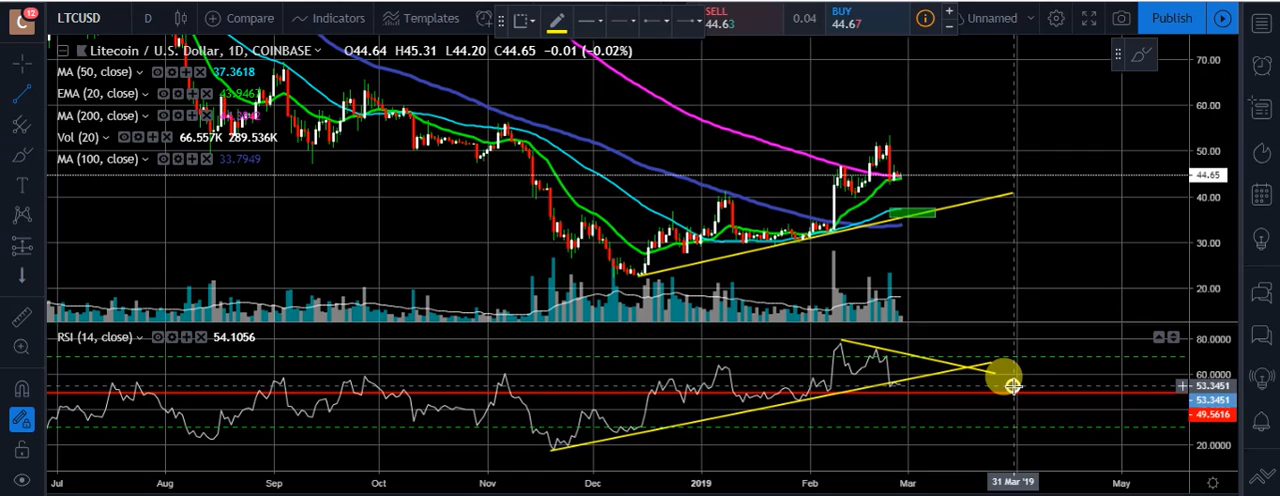 12
C LTCUSD D Compare Indicators Templates SELL 44.63 0.04 BUY 44.67 Unnamed Publish
Litecoin / U.S. Dollar, 1D, COINBASE O44.64 H45.31 L44.20 C44.65 −0.01 (−0.02%)
MA (50, close) 37.3618
EMA (20, close) 43.9467
MA (200, close)
Vol (20) 66.557K 289.536K
MA (100, close) 33.7949
70.00
60.00
50.00
44.65
40.00
30.00
20.00
RSI (14, close) 54.1056
80.0000
60.0000
53.3451
53.3451
49.5616
20.0000
Jul Aug Sep Oct Nov Dec 2019 Feb Mar 31 Mar '19 May